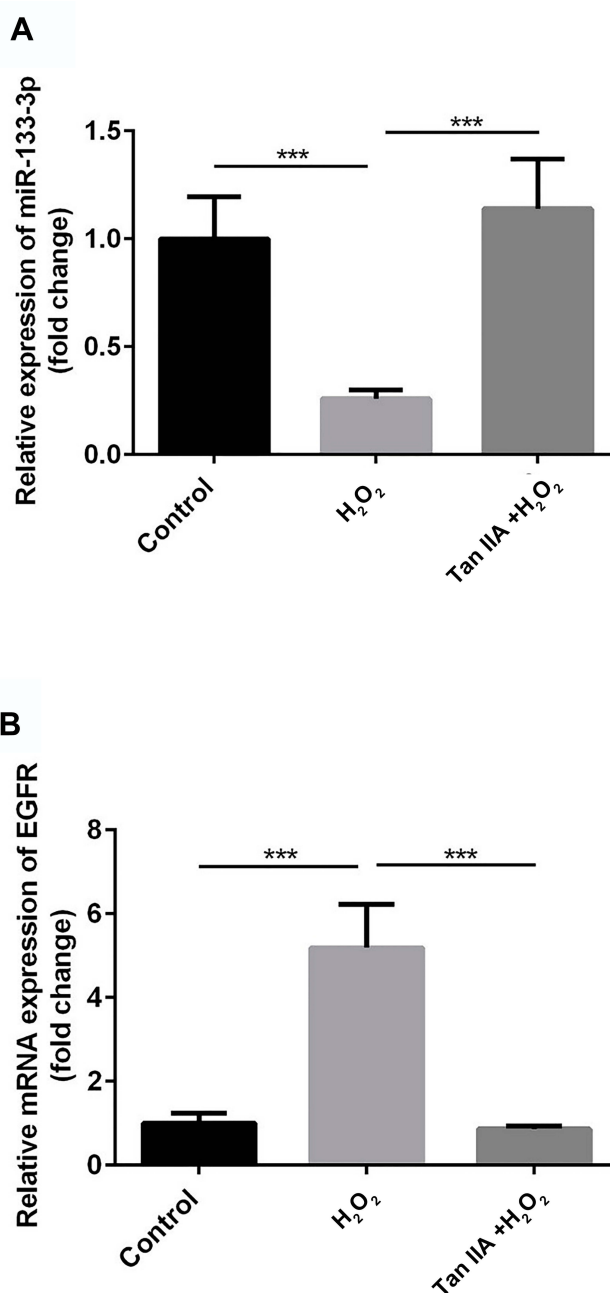 A
Relative expression of miR-133-3p
(fold change)
1.5
1.0
0.5
0.0
***
***
Control
H₂O₂
Tan IIA +H₂O₂
B
Relative mRNA expression of EGFR
(fold change)
8
6
4
2
0
***
***
Control
H₂O₂
Tan IIA +H₂O₂